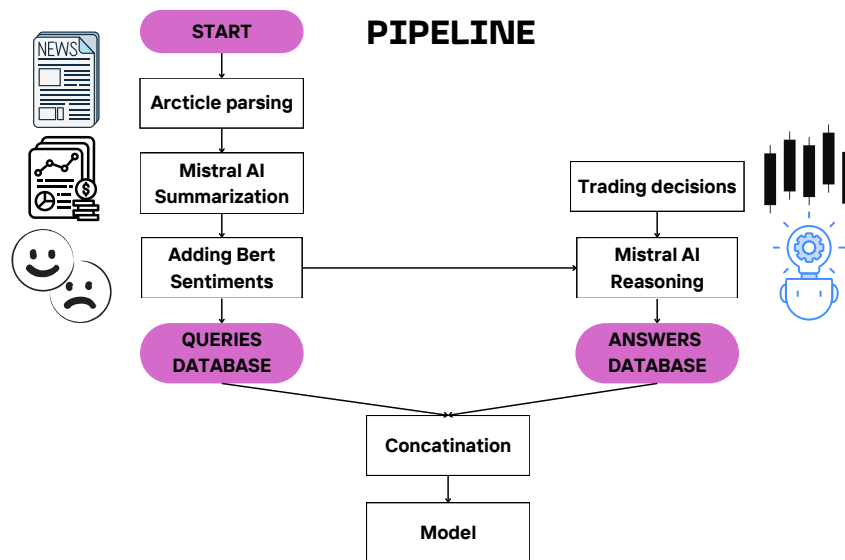 PIPELINE
START
NEWS
Arcticle parsing
Mistral AI
Summarization
$
Adding Bert
Sentiments
QUERIES
DATABASE
Trading decisions
Mistral AI
Reasoning
ANSWERS
DATABASE
Concatination
Model